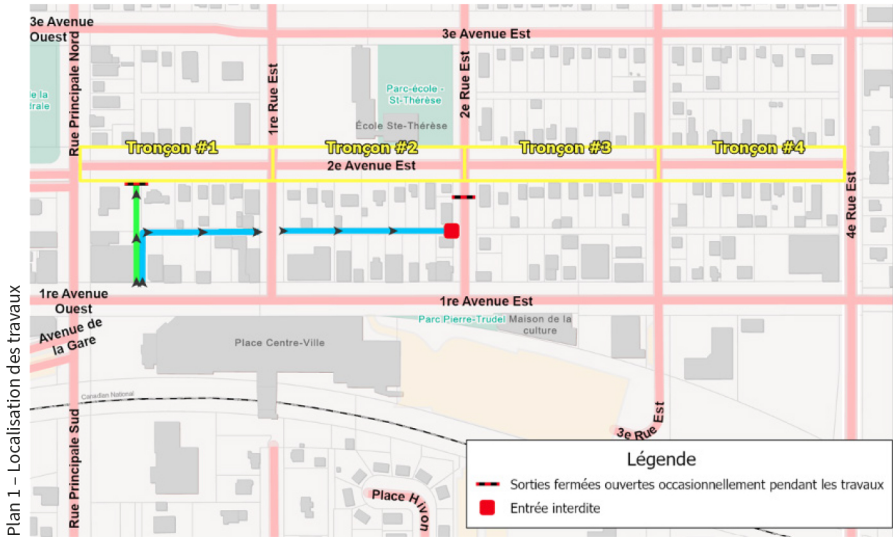 3e Avenue
Ouest
Rue Principale Nord
1re Rue Est
2e Rue Est
3e Avenue Est
Parc-école -
St-Thérèse
École Ste-Thérèse
de la
drale
Tronçon #1
Tronçon #2
Tronçon #3
Tronçon #4
2e Avenue Est
4e Rue Est
1re Avenue
Ouest
1re Avenue Est
Avenue de
la Gare
Parc Pierre-Trudel
Maison de la
culture
Place Centre-Ville
Canadian National
Rue Principale Sud
3e Rue Est
Place Hivon
Légende
Sorties fermées ouvertes occasionnellement pendant les travaux
Entrée interdite
Plan 1 – Localisation des travaux